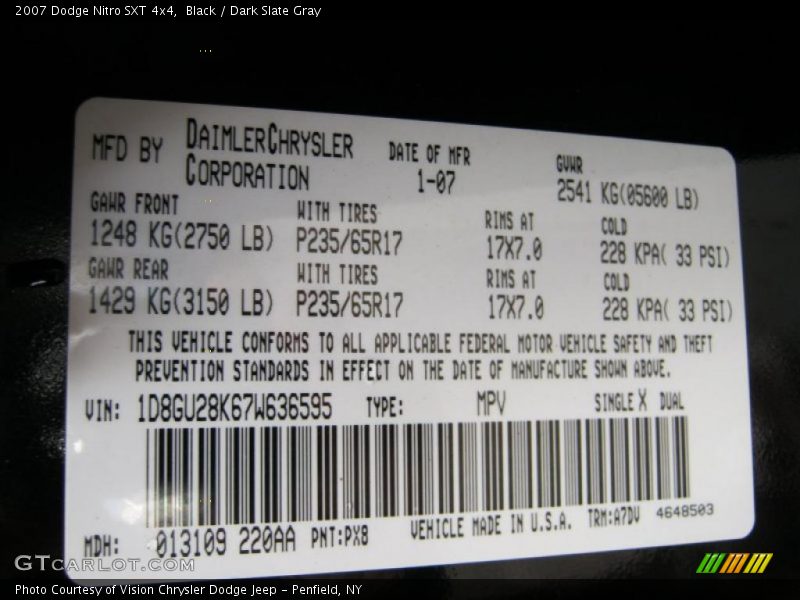 2007 Dodge Nitro SXT 4x4,  Black / Dark Slate Gray
MFD BY DAIMLERCHRYSLER CORPORATION DATE OF MFR 1-07 GVWR 2541 KG(05600 LB)
GAWR FRONT WITH TIRES RIMS AT COLD
1248 KG(2750 LB) P235/65R17 17X7.0 228 KPA( 33 PSI)
GAWR REAR WITH TIRES RIMS AT COLD
1429 KG(3150 LB) P235/65R17 17X7.0 228 KPA( 33 PSI)
THIS VEHICLE CONFORMS TO ALL APPLICABLE FEDERAL MOTOR VEHICLE SAFETY AND THEFT
PREVENTION STANDARDS IN EFFECT ON THE DATE OF MANUFACTURE SHOWN ABOVE.
VIN: 1D8GU28K67W636595 TYPE: MPV SINGLE X DUAL
MDH: 013109 220AA PNT:PX8 VEHICLE MADE IN U.S.A. TRM:A7DV 4648503
GTCARLOT.COM
Photo Courtesy of Vision Chrysler Dodge Jeep – Penfield, NY